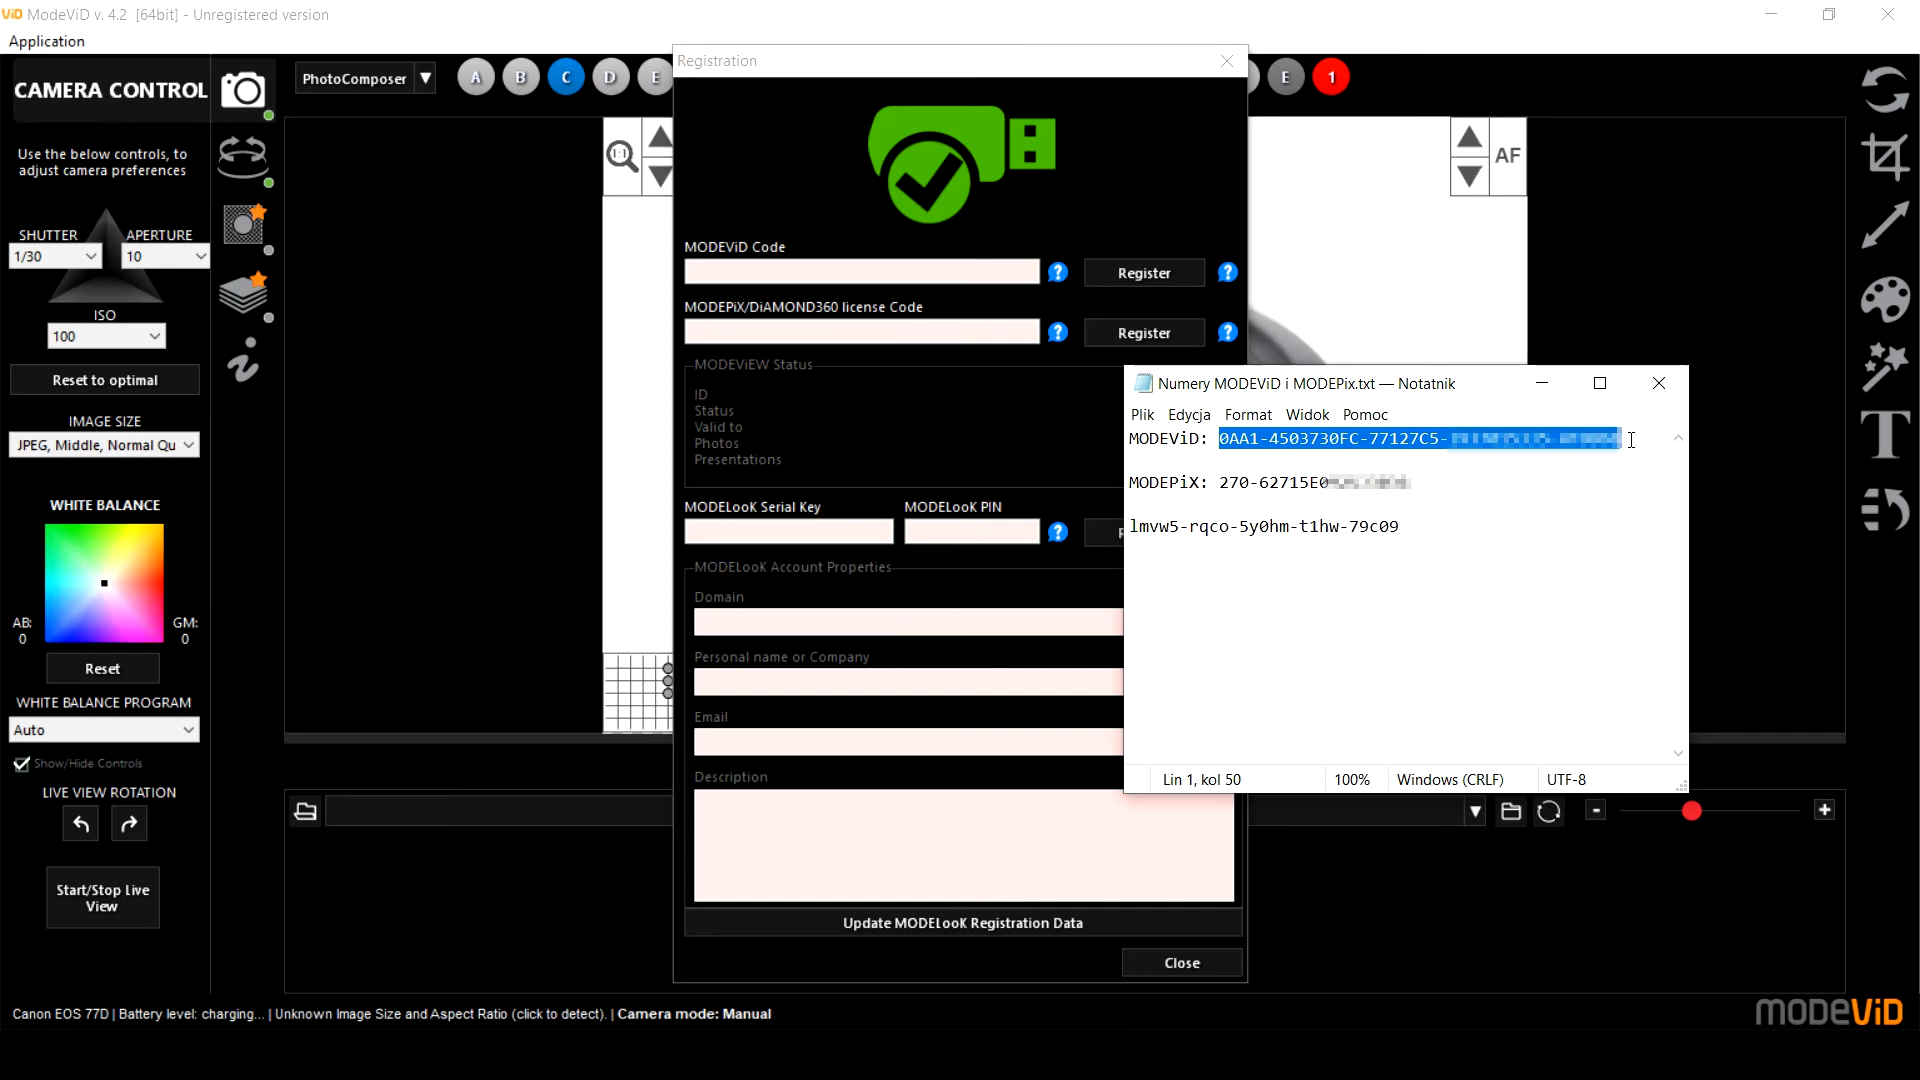 ViD ModeViD v. 4.2 [64bit] - Unregistered version
Application
CAMERA CONTROL
Use the below controls, to
adjust camera preferences
SHUTTER
APERTURE
1/30
10
ISO
100
Reset to optimal
IMAGE SIZE
JPEG, Middle, Normal Qu
WHITE BALANCE
AB:
0
GM:
0
Reset
WHITE BALANCE PROGRAM
Auto
Show/Hide Controls
LIVE VIEW ROTATION
Start/Stop Live
View
PhotoComposer
A B C D E
E 1
1:1
AF
Registration
MODEViD Code
Register
MODEPiX/DiAMOND360 license Code
Register
MODEViEW Status
ID
Status
Valid to
Photos
Presentations
MODELooK Serial Key
MODELooK PIN
MODELooK Account Properties
Domain
Personal name or Company
Email
Description
Update MODELooK Registration Data
Close
Numery MODEViD i MODEPix.txt — Notatnik
Plik Edycja Format Widok Pomoc
MODEViD: 0AA1-4503730FC-77127C5-
MODEPiX: 270-62715E0
lmvw5-rqco-5y0hm-t1hw-79c09
Lin 1, kol 50
100%
Windows (CRLF)
UTF-8
Canon EOS 77D | Battery level: charging... | Unknown Image Size and Aspect Ratio (click to detect). | Camera mode: Manual
MODEViD